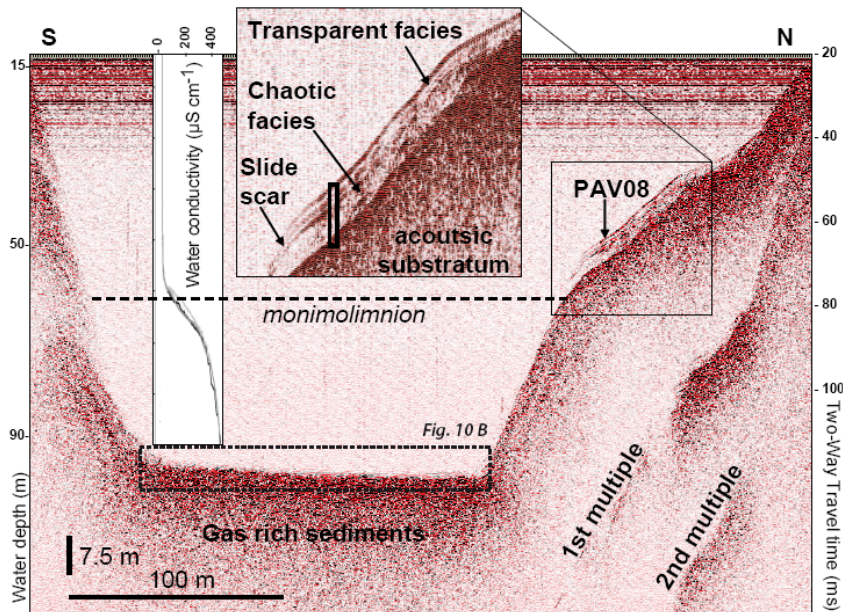 S
N
0
200
400
Water conductivity (µS cm⁻¹)
Transparent facies
Chaotic
facies
Slide
scar
acoutsic
substratum
PAV08
15
50
90
20
40
60
80
100
monimolimnion
Fig. 10 B
Gas rich sediments
1st multiple
2nd multiple
7.5 m
100 m
Water depth (m)
Two-Way Travel time (ms)